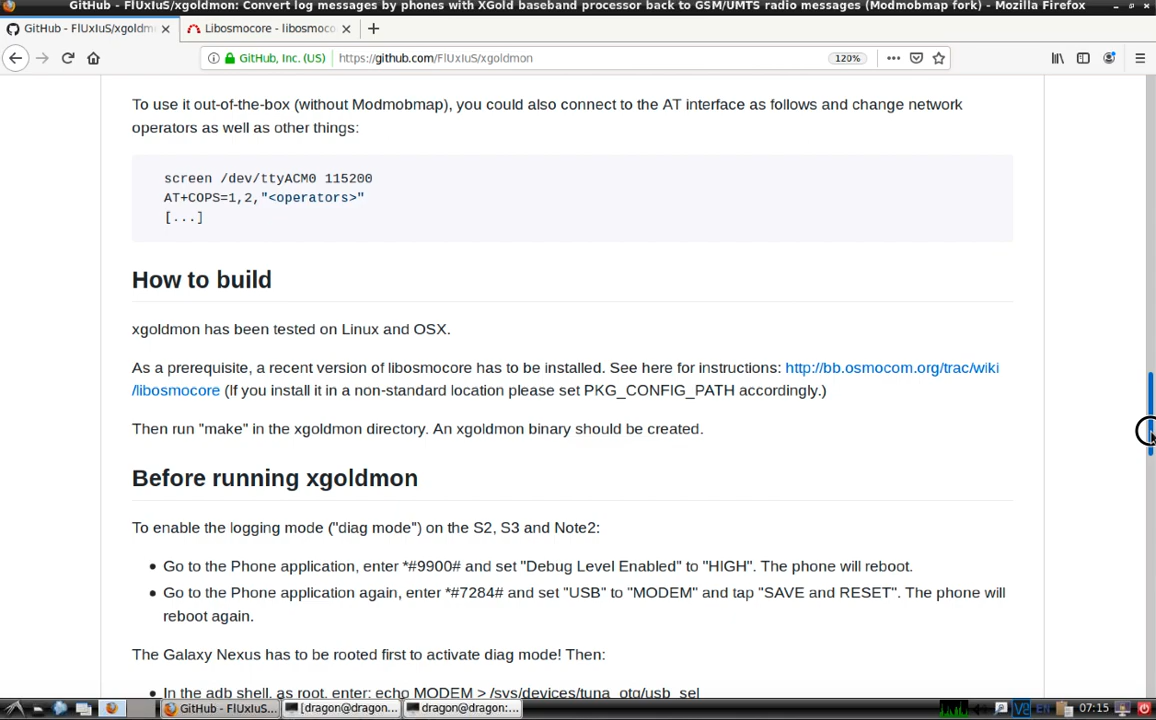 GitHub - FlUxIuS/xgoldmon: Convert log messages by phones with XGold baseband processor back to GSM/UMTS radio messages (Modmobmap fork) - Mozilla Firefox
GitHub - FlUxIuS/xgoldm
Libosmocore - libosmoco
GitHub, Inc. (US)
https://github.com/FlUxIuS/xgoldmon
120%
To use it out-of-the-box (without Modmobmap), you could also connect to the AT interface as follows and change network
operators as well as other things:
screen /dev/ttyACM0 115200
AT+COPS=1,2,"<operators>"
[...]
How to build
xgoldmon has been tested on Linux and OSX.
As a prerequisite, a recent version of libosmocore has to be installed. See here for instructions: http://bb.osmocom.org/trac/wiki
/libosmocore (If you install it in a non-standard location please set PKG_CONFIG_PATH accordingly.)
Then run "make" in the xgoldmon directory. An xgoldmon binary should be created.
Before running xgoldmon
To enable the logging mode ("diag mode") on the S2, S3 and Note2:
Go to the Phone application, enter *#9900# and set "Debug Level Enabled" to "HIGH". The phone will reboot.
Go to the Phone application again, enter *#7284# and set "USB" to "MODEM" and tap "SAVE and RESET". The phone will
reboot again.
The Galaxy Nexus has to be rooted first to activate diag mode! Then:
In the adb shell, as root, enter: echo MODEM > /sys/devices/tuna_otg/usb_sel
GitHub - FlUxIuS...
[dragon@dragon...
dragon@dragon:...
EN
07:15